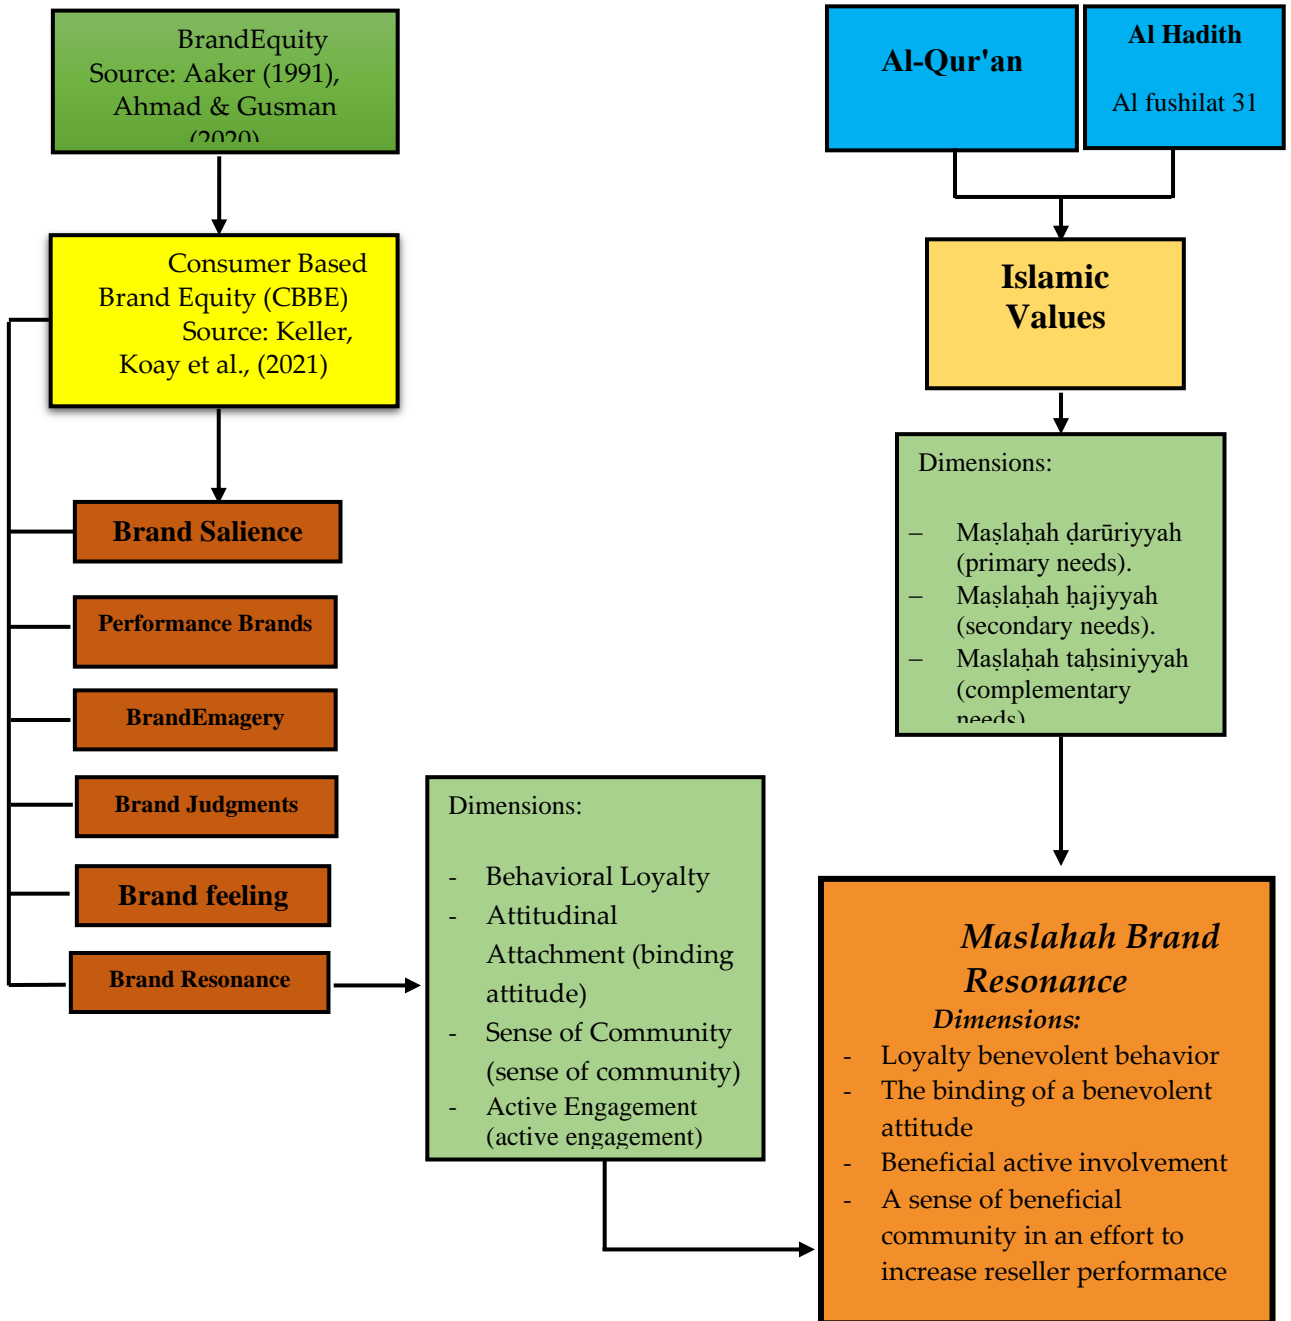 BrandEquity
Source: Aaker (1991),
Ahmad & Gusman
(2020)
Consumer Based
Brand Equity (CBBE)
Source: Keller,
Koay et al., (2021)
Brand Salience
Performance Brands
BrandEmagery
Brand Judgments
Brand feeling
Brand Resonance
Dimensions:
- Behavioral Loyalty
- Attitudinal
Attachment (binding
attitude)
- Sense of Community
(sense of community)
- Active Engagement
(active engagement)
Al-Qur'an
Al Hadith
Al fushilat 31
Islamic
Values
Dimensions:
– Maṣlaḥah ḍarūriyyah
(primary needs).
– Maṣlaḥah ḥajiyyah
(secondary needs).
– Maṣlaḥah taḥsiniyyah
(complementary
needs)
Maslahah Brand
Resonance
Dimensions:
- Loyalty benevolent behavior
- The binding of a benevolent
attitude
- Beneficial active involvement
- A sense of beneficial
community in an effort to
increase reseller performance